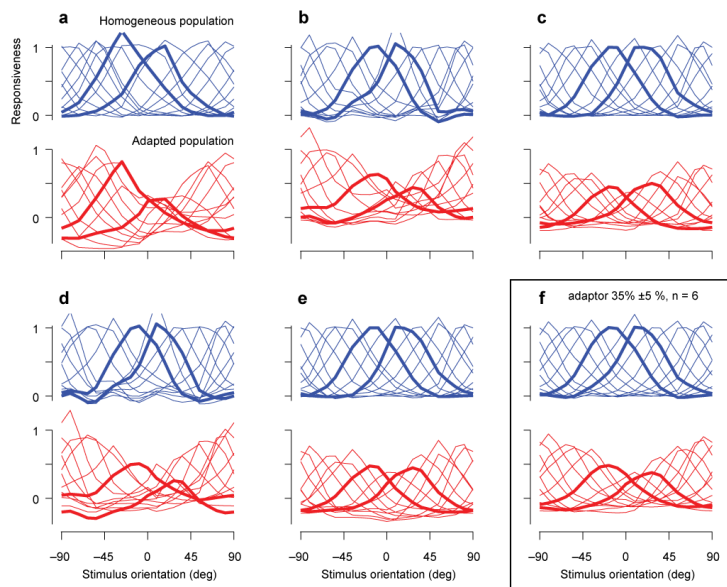 a
Homogeneous population
b
c
Responsiveness
1
0
Adapted population
1
0
d
e
f
adaptor 35% ±5 %, n = 6
1
0
1
0
–90 –45 0 45 90
–90 –45 0 45 90
–90 –45 0 45 90
Stimulus orientation (deg)
Stimulus orientation (deg)
Stimulus orientation (deg)